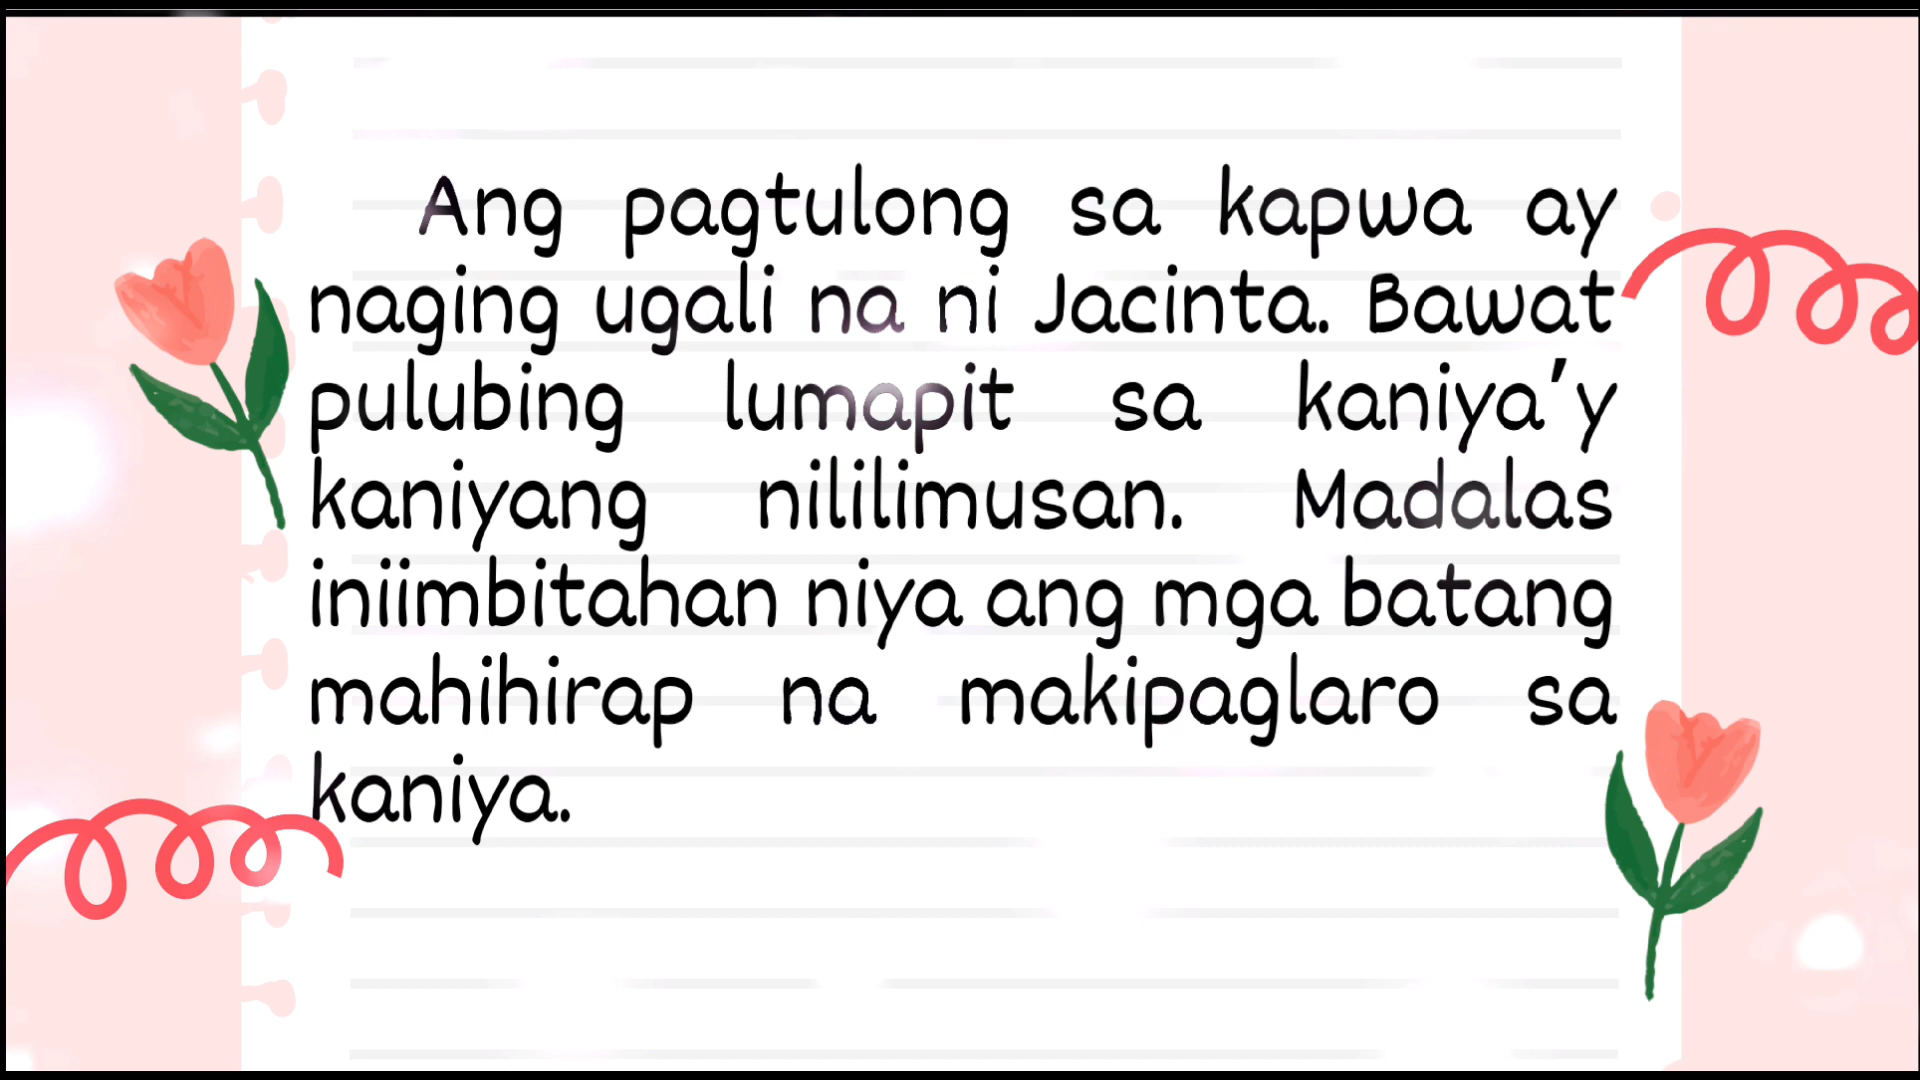 Ang pagtulong sa kapwa ay
naging ugali na ni Jacinta. Bawat
pulubing lumapit sa kaniya’y
kaniyang nililimusan. Madalas
iniimbitahan niya ang mga batang
mahihirap na makipaglaro sa
kaniya.